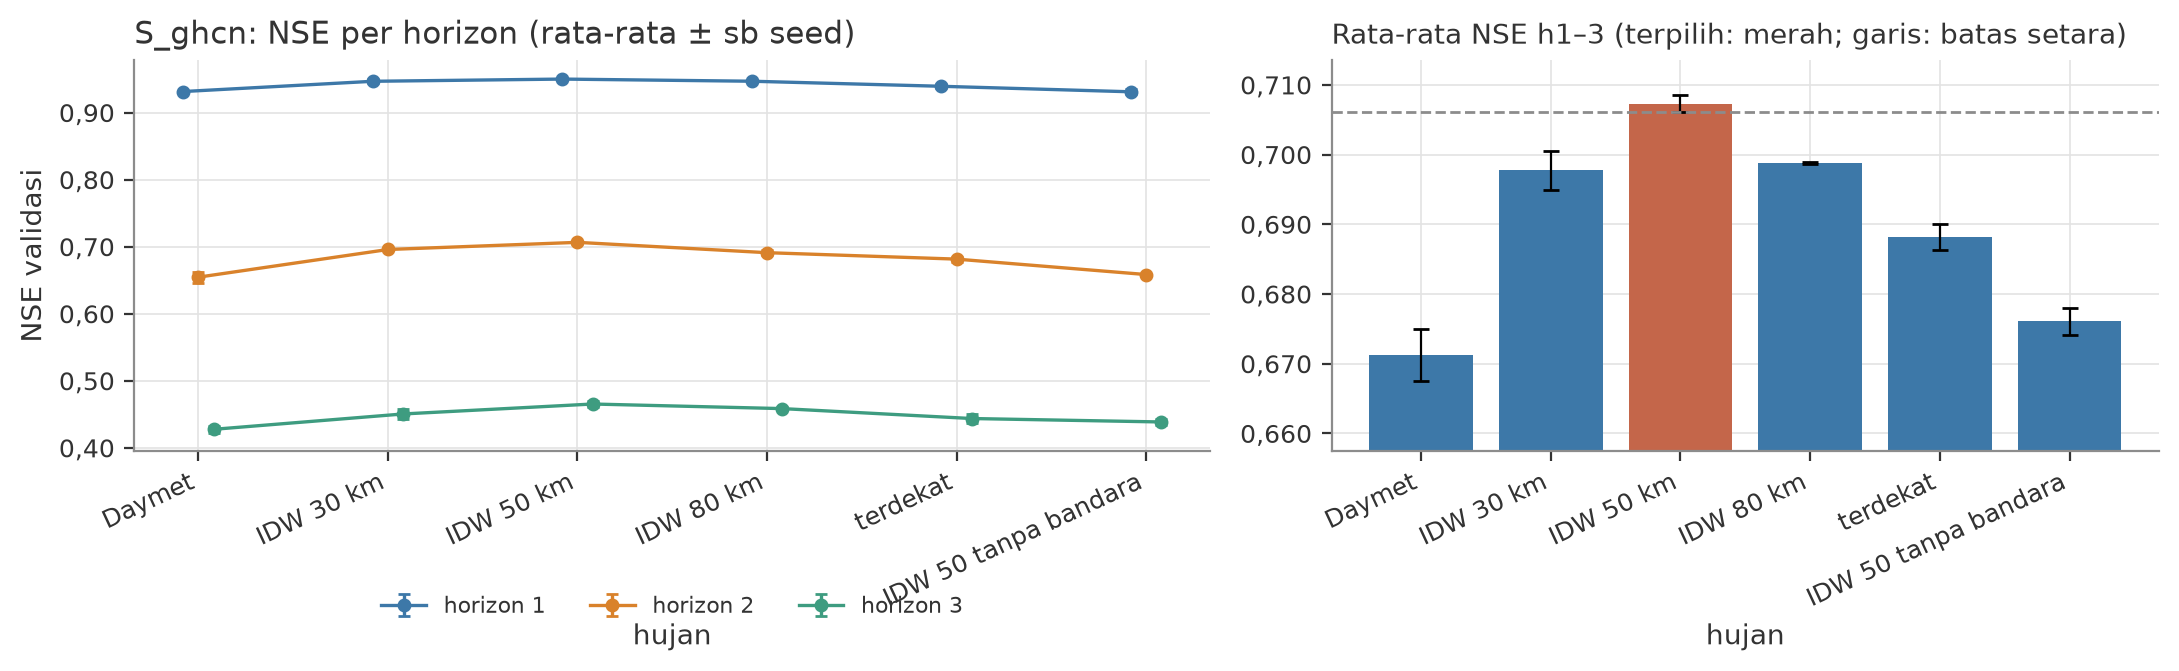 S_ghcn: NSE per horizon (rata-rata ± sb seed)
NSE validasi
0,90
0,80
0,70
0,60
0,50
0,40
Daymet
IDW 30 km
IDW 50 km
IDW 80 km
terdekat
IDW 50 tanpa bandara
horizon 1
horizon 2
horizon 3
hujan
Rata-rata NSE h1–3 (terpilih: merah; garis: batas setara)
0,710
0,700
0,690
0,680
0,670
0,660
Daymet
IDW 30 km
IDW 50 km
IDW 80 km
terdekat
IDW 50 tanpa bandara
hujan